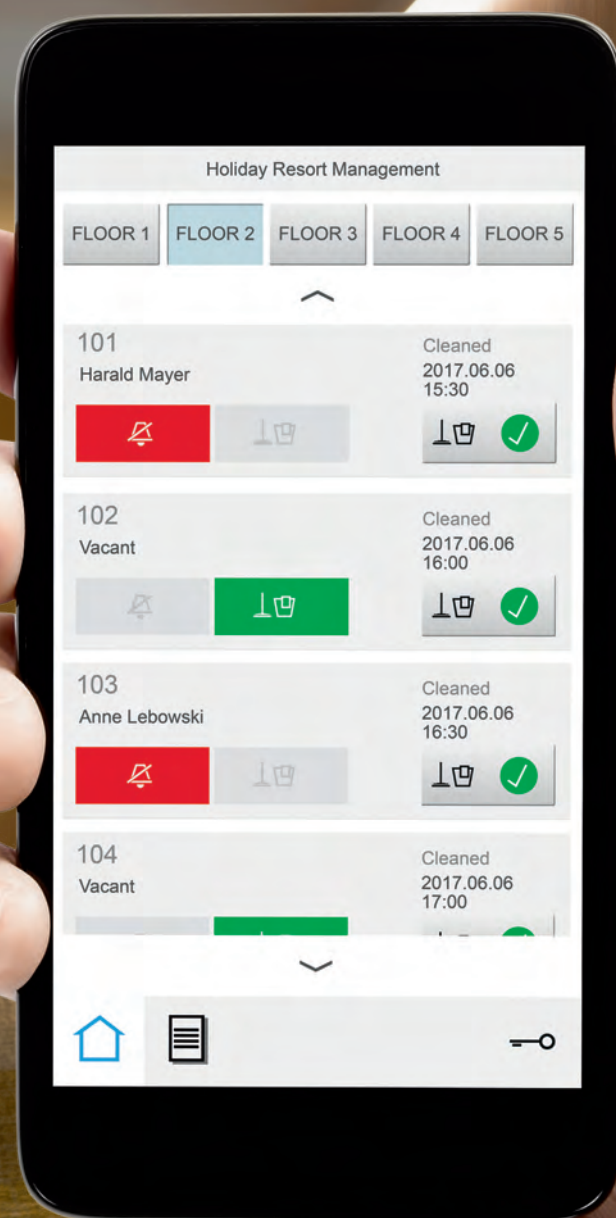 Holiday Resort Management
FLOOR 1 FLOOR 2 FLOOR 3 FLOOR 4 FLOOR 5
101
Harald Mayer
Cleaned
2017.06.06
15:30
102
Vacant
Cleaned
2017.06.06
16:00
103
Anne Lebowski
Cleaned
2017.06.06
16:30
104
Vacant
Cleaned
2017.06.06
17:00